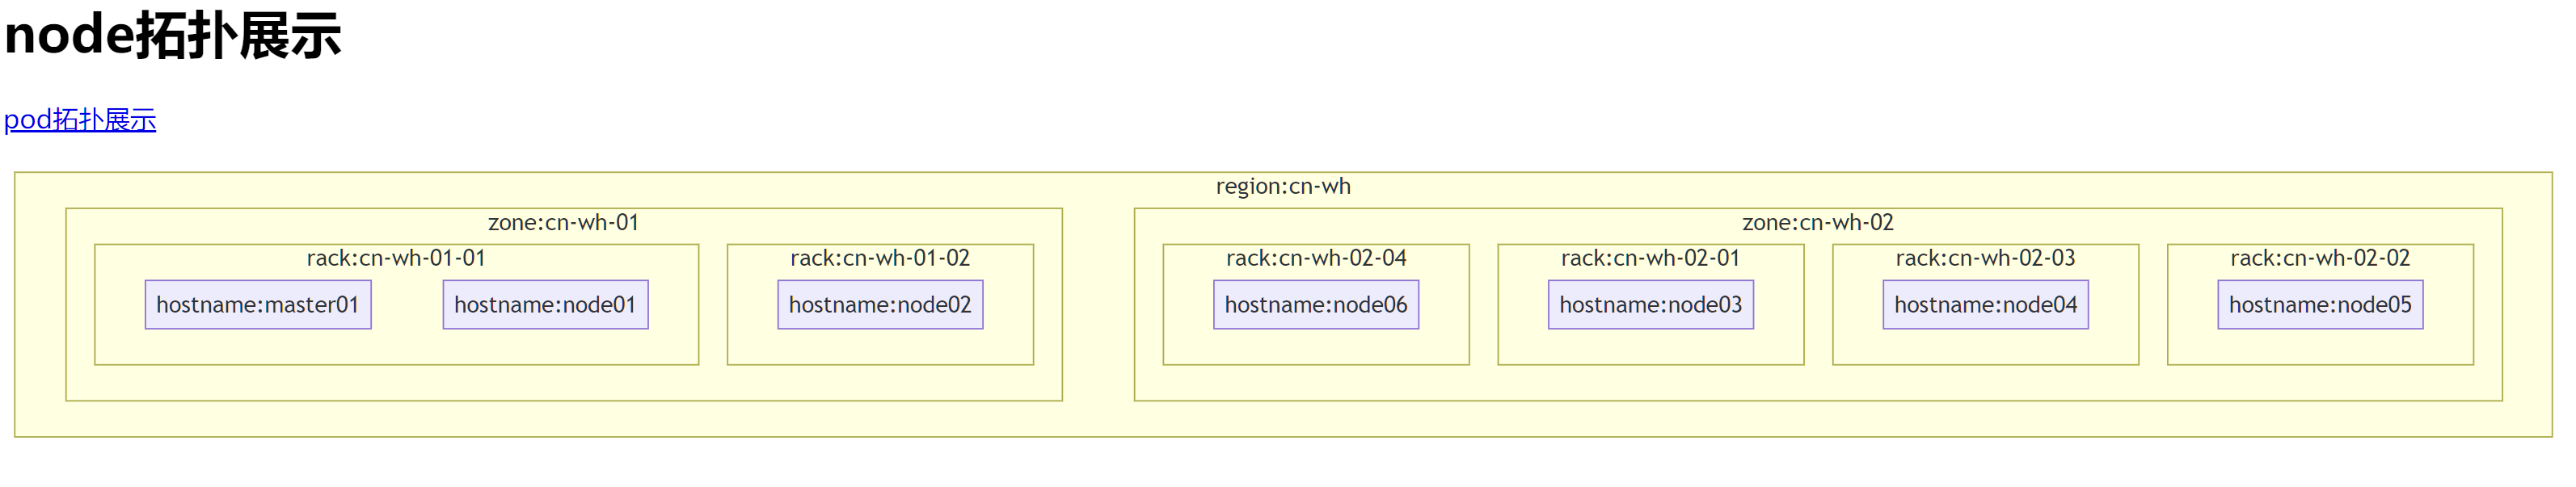 node拓扑展示
pod拓扑展示
region:cn-wh
zone:cn-wh-01
zone:cn-wh-02
rack:cn-wh-01-01
rack:cn-wh-01-02
rack:cn-wh-02-04
rack:cn-wh-02-01
rack:cn-wh-02-03
rack:cn-wh-02-02
hostname:master01
hostname:node01
hostname:node02
hostname:node06
hostname:node03
hostname:node04
hostname:node05